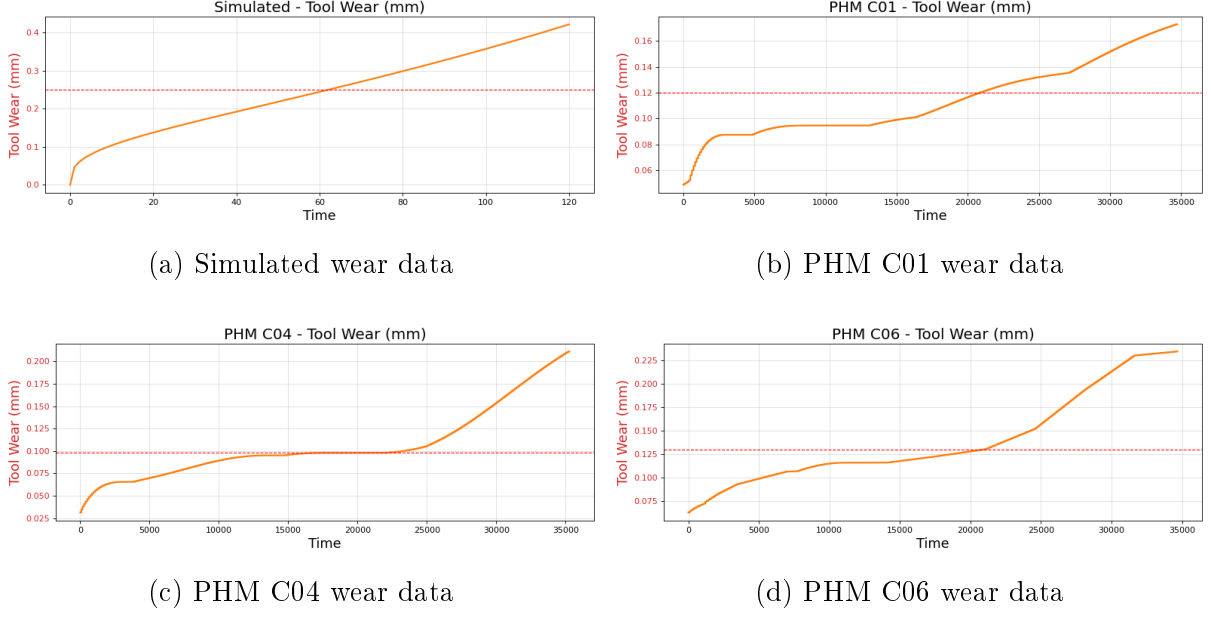 Simulated - Tool Wear (mm)
Tool Wear (mm)
0.4
0.3
0.2
0.1
0.0
0 20 40 60 80 100 120
Time
(a) Simulated wear data
PHM C01 - Tool Wear (mm)
Tool Wear (mm)
0.16
0.14
0.12
0.10
0.08
0.06
0 5000 10000 15000 20000 25000 30000 35000
Time
(b) PHM C01 wear data
PHM C04 - Tool Wear (mm)
Tool Wear (mm)
0.200
0.175
0.150
0.125
0.100
0.075
0.050
0.025
0 5000 10000 15000 20000 25000 30000 35000
Time
(c) PHM C04 wear data
PHM C06 - Tool Wear (mm)
Tool Wear (mm)
0.225
0.200
0.175
0.150
0.125
0.100
0.075
0 5000 10000 15000 20000 25000 30000 35000
Time
(d) PHM C06 wear data